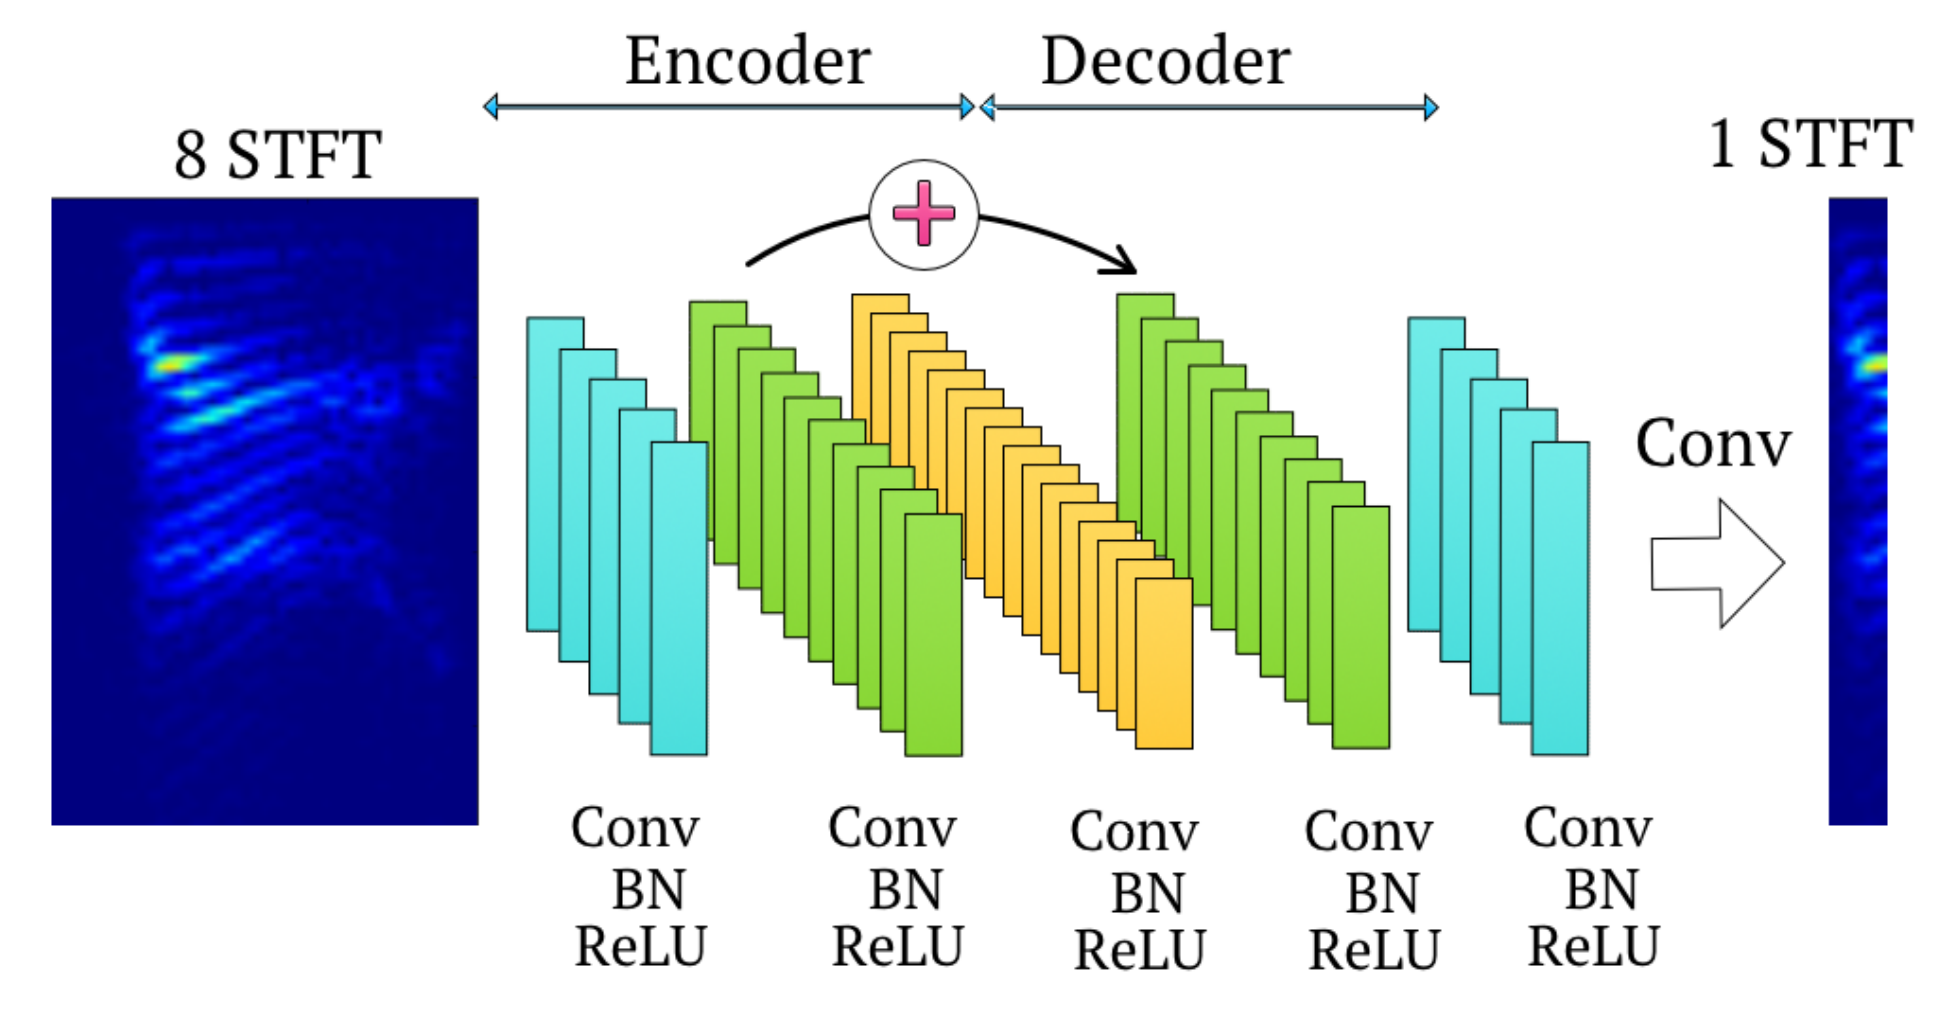 Encoder
Decoder
8 STFT
1 STFT
Conv
Conv
BN
ReLU
Conv
BN
ReLU
Conv
BN
ReLU
Conv
BN
ReLU
Conv
BN
ReLU